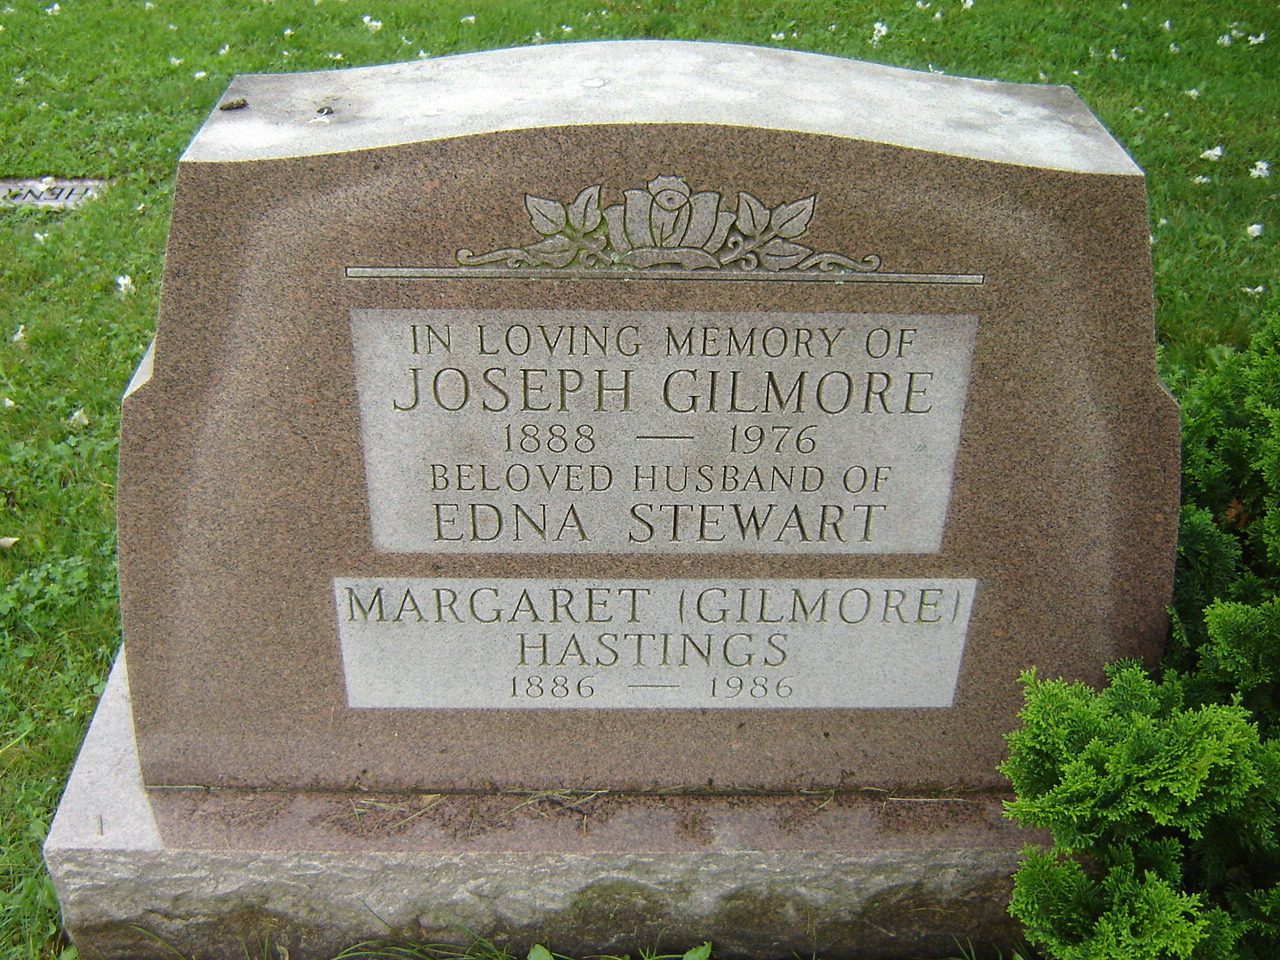 IN LOVING MEMORY OF
JOSEPH GILMORE
1888 — 1976
BELOVED HUSBAND OF
EDNA STEWART
MARGARET (GILMORE)
HASTINGS
1886 — 1986